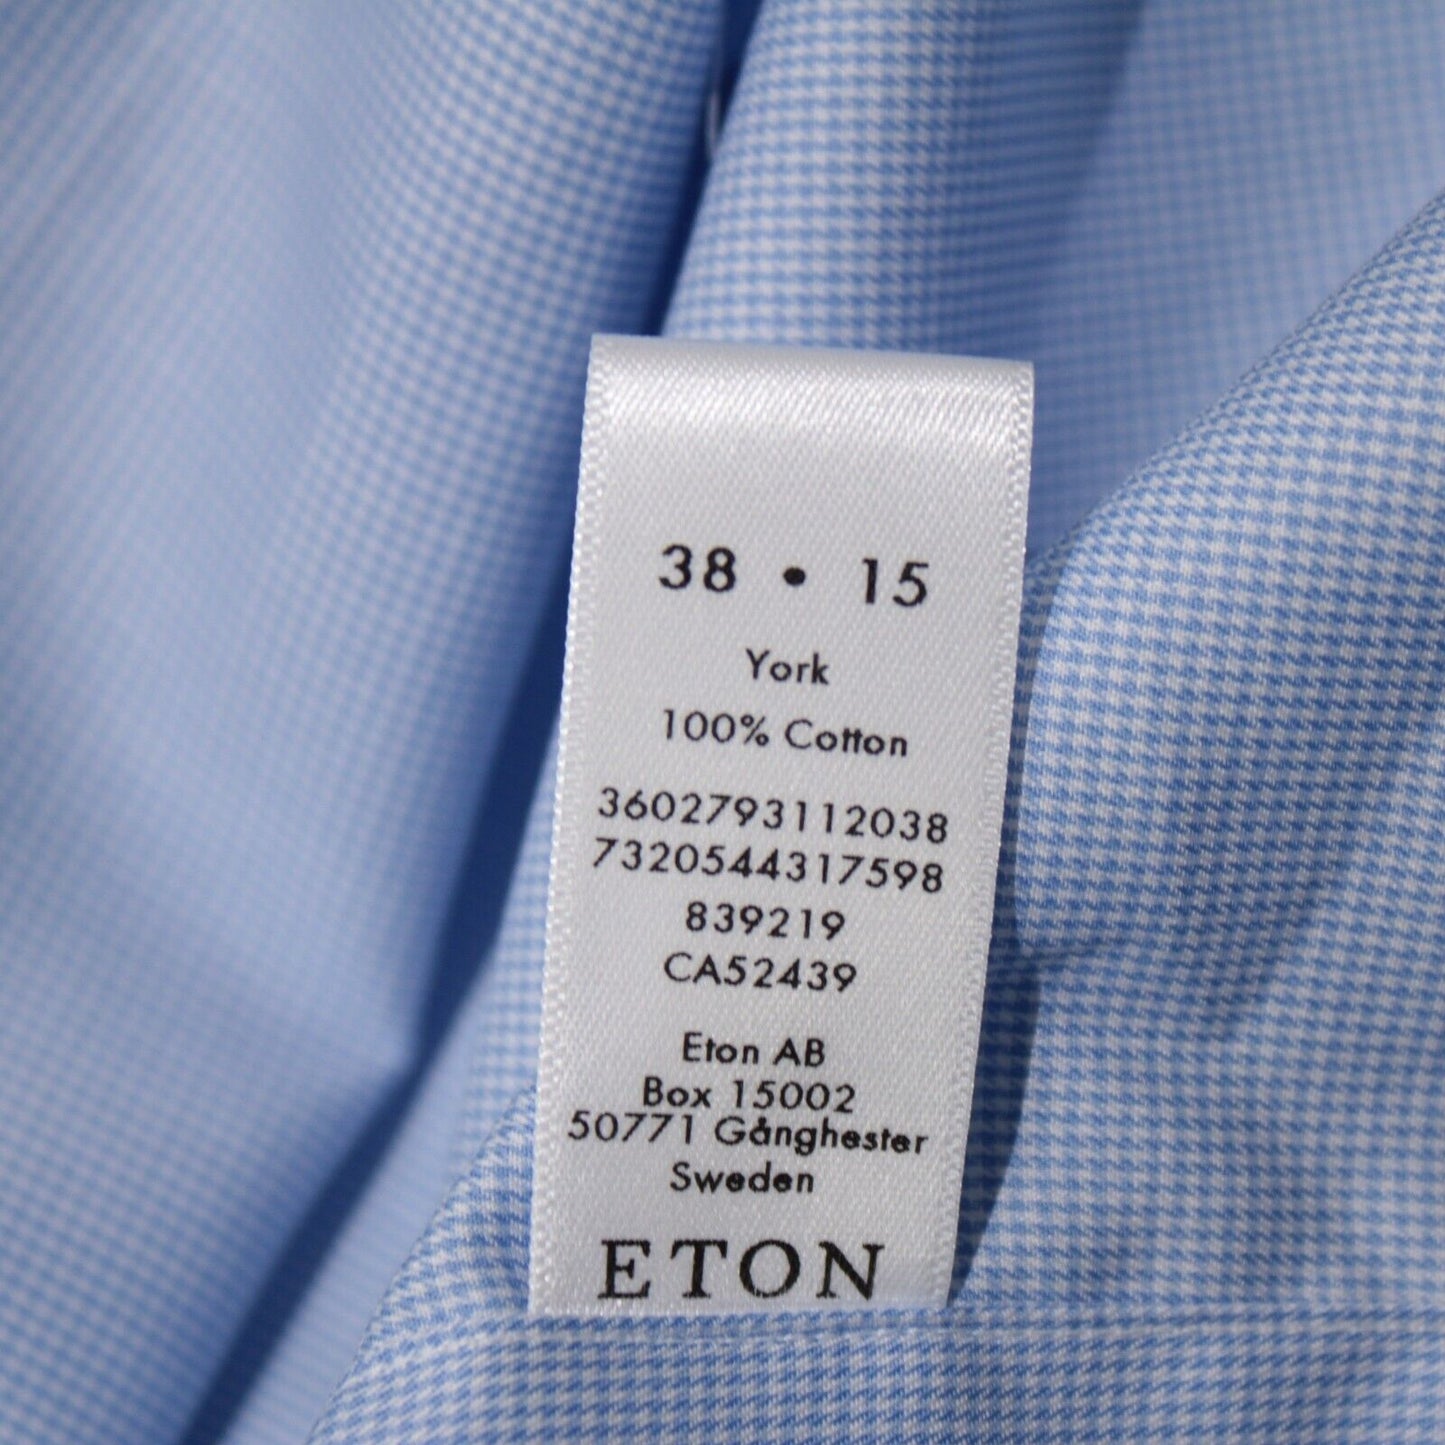 38 • 15
York
100% Cotton
3602793112038
7320544317598
839219
CA52439
Eton AB
Box 15002
50771 Gånghester
Sweden
ETON